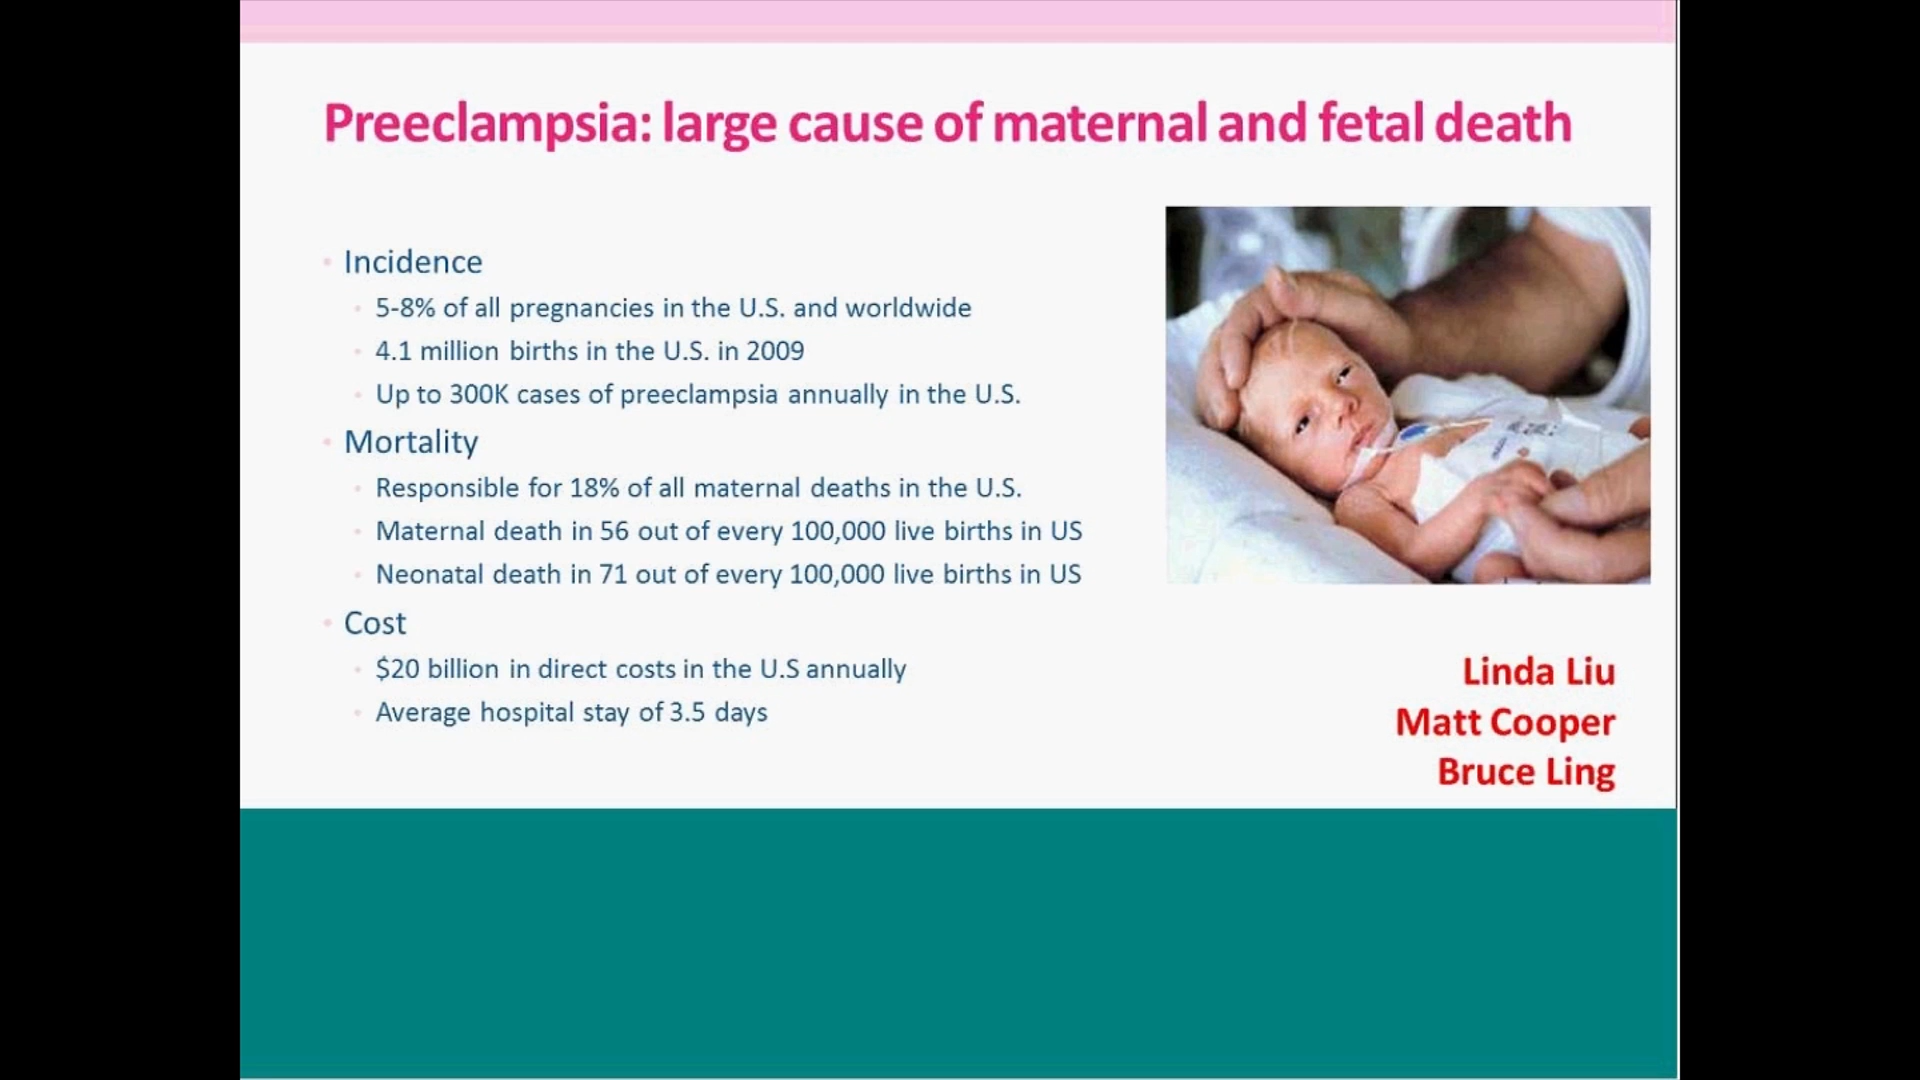 Preeclampsia: large cause of maternal and fetal death
• Incidence
• 5-8% of all pregnancies in the U.S. and worldwide
• 4.1 million births in the U.S. in 2009
• Up to 300K cases of preeclampsia annually in the U.S.
• Mortality
• Responsible for 18% of all maternal deaths in the U.S.
• Maternal death in 56 out of every 100,000 live births in US
• Neonatal death in 71 out of every 100,000 live births in US
• Cost
• $20 billion in direct costs in the U.S annually
• Average hospital stay of 3.5 days
Linda Liu
Matt Cooper
Bruce Ling